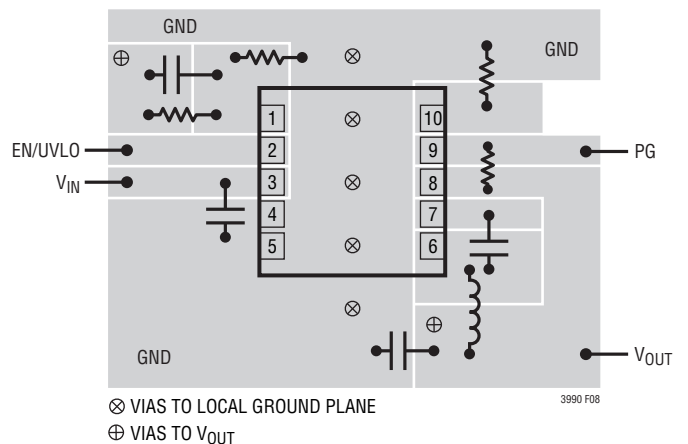 GND
GND
1
10
EN/UVLO
2
9
PG
VIN
3
8
4
7
5
6
GND
VOUT
3990 F08
⊗ VIAS TO LOCAL GROUND PLANE
⊕ VIAS TO VOUT